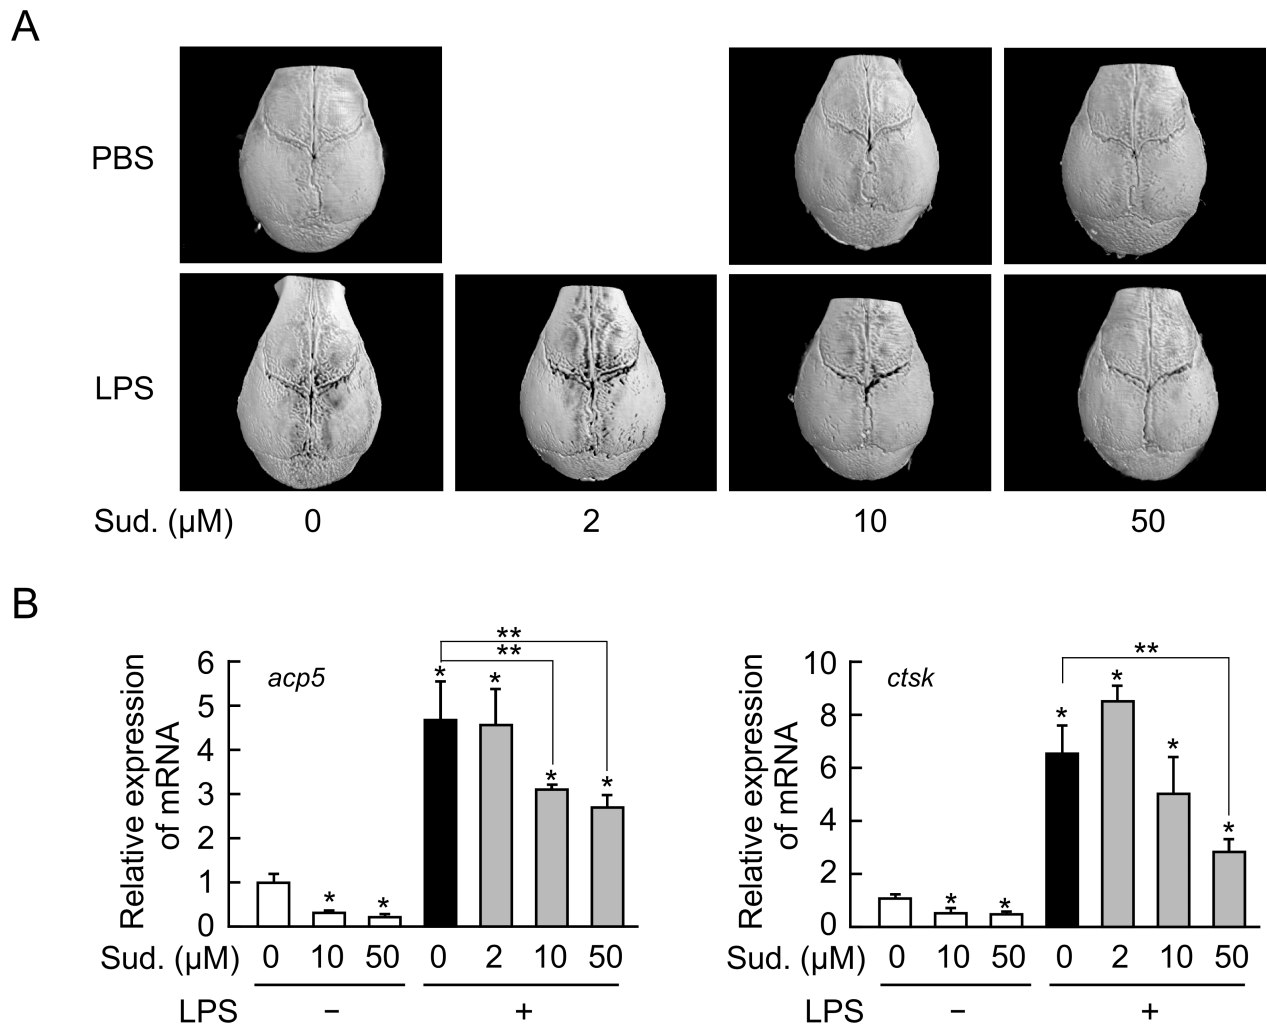 A
PBS
LPS
Sud. (μM) 0 2 10 50
B
Relative expression
of mRNA
acp5
6
5
4
3
2
1
0
* * * * * *
**
**
Sud. (μM) 0 10 50 0 2 10 50
LPS − +
Relative expression
of mRNA
ctsk
10
8
6
4
2
0
* * * * * *
**
Sud. (μM) 0 10 50 0 2 10 50
LPS − +